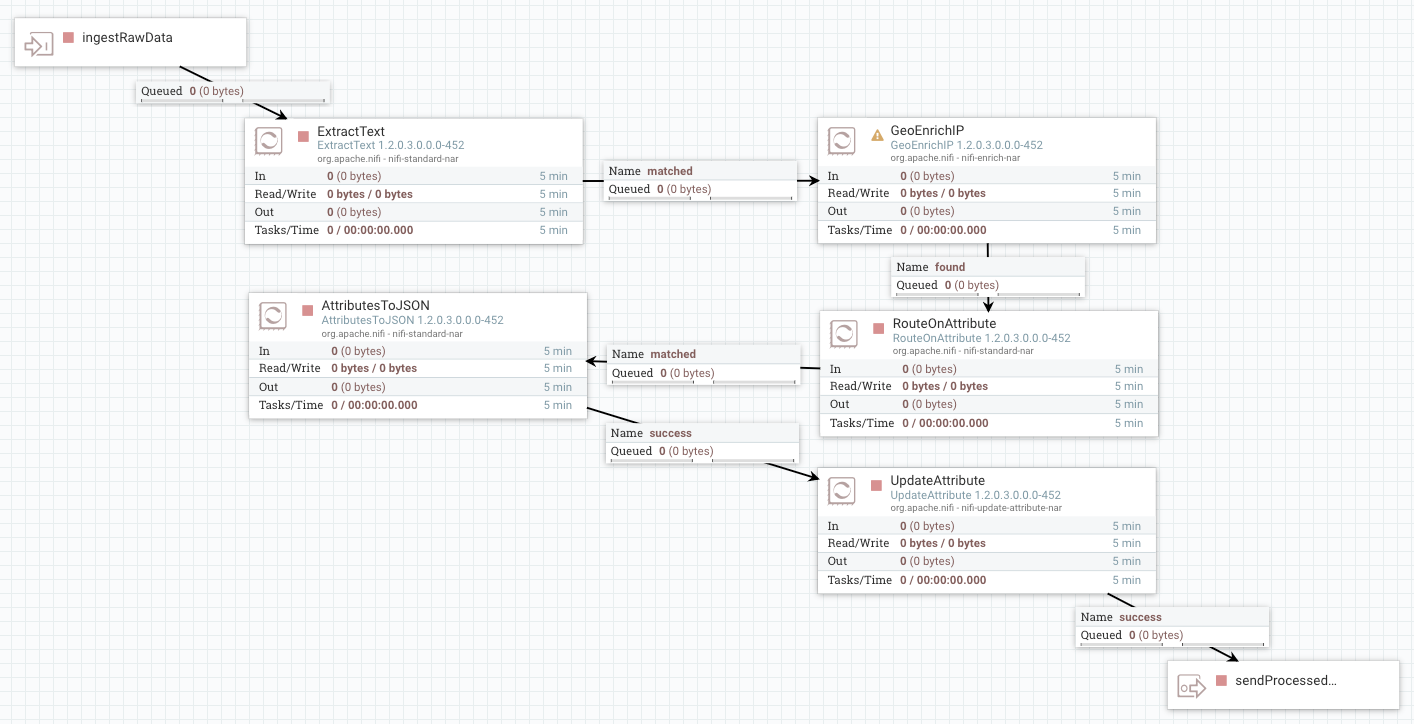 ingestRawData
Queued 0 (0 bytes)
ExtractText
ExtractText 1.2.0.3.0.0.0-452
org.apache.nifi - nifi-standard-nar
In 0 (0 bytes) 5 min
Read/Write 0 bytes / 0 bytes 5 min
Out 0 (0 bytes) 5 min
Tasks/Time 0 / 00:00:00.000 5 min
Name matched
Queued 0 (0 bytes)
GeoEnrichIP
GeoEnrichIP 1.2.0.3.0.0.0-452
org.apache.nifi - nifi-enrich-nar
In 0 (0 bytes) 5 min
Read/Write 0 bytes / 0 bytes 5 min
Out 0 (0 bytes) 5 min
Tasks/Time 0 / 00:00:00.000 5 min
Name found
Queued 0 (0 bytes)
RouteOnAttribute
RouteOnAttribute 1.2.0.3.0.0.0-452
org.apache.nifi - nifi-standard-nar
In 0 (0 bytes) 5 min
Read/Write 0 bytes / 0 bytes 5 min
Out 0 (0 bytes) 5 min
Tasks/Time 0 / 00:00:00.000 5 min
Name matched
Queued 0 (0 bytes)
AttributesToJSON
AttributesToJSON 1.2.0.3.0.0.0-452
org.apache.nifi - nifi-standard-nar
In 0 (0 bytes) 5 min
Read/Write 0 bytes / 0 bytes 5 min
Out 0 (0 bytes) 5 min
Tasks/Time 0 / 00:00:00.000 5 min
Name success
Queued 0 (0 bytes)
UpdateAttribute
UpdateAttribute 1.2.0.3.0.0.0-452
org.apache.nifi - nifi-update-attribute-nar
In 0 (0 bytes) 5 min
Read/Write 0 bytes / 0 bytes 5 min
Out 0 (0 bytes) 5 min
Tasks/Time 0 / 00:00:00.000 5 min
Name success
Queued 0 (0 bytes)
sendProcessed...